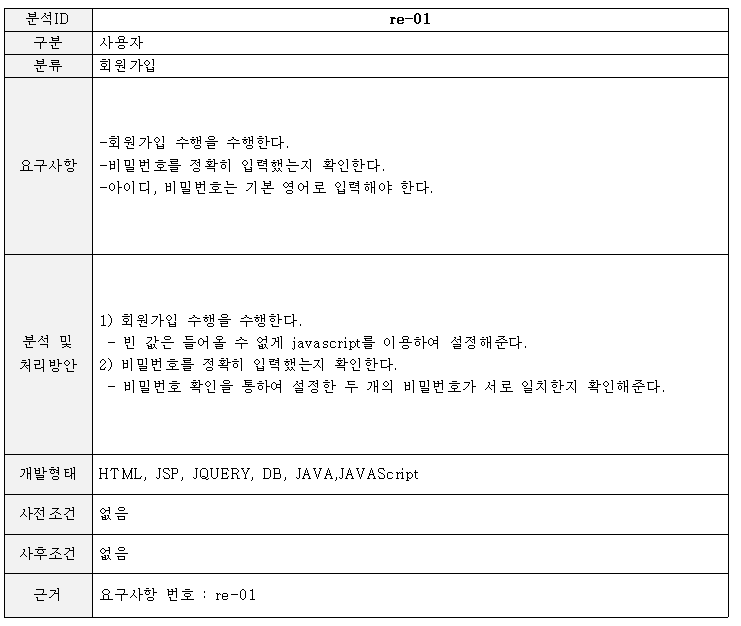 분석ID re-01
구분 사용자
분류 회원가입
요구사항
-회원가입 수행을 수행한다.
-비밀번호를 정확히 입력했는지 확인한다.
-아이디, 비밀번호는 기본 영어로 입력해야 한다.
분석 및
처리방안
1) 회원가입 수행을 수행한다.
- 빈 값은 들어올 수 없게 javascript를 이용하여 설정해준다.
2) 비밀번호를 정확히 입력했는지 확인한다.
- 비밀번호 확인을 통하여 설정한 두 개의 비밀번호가 서로 일치한지 확인해준다.
개발형태 HTML, JSP, JQUERY, DB, JAVA,JAVAScript
사전조건 없음
사후조건 없음
근거 요구사항 번호 : re-01